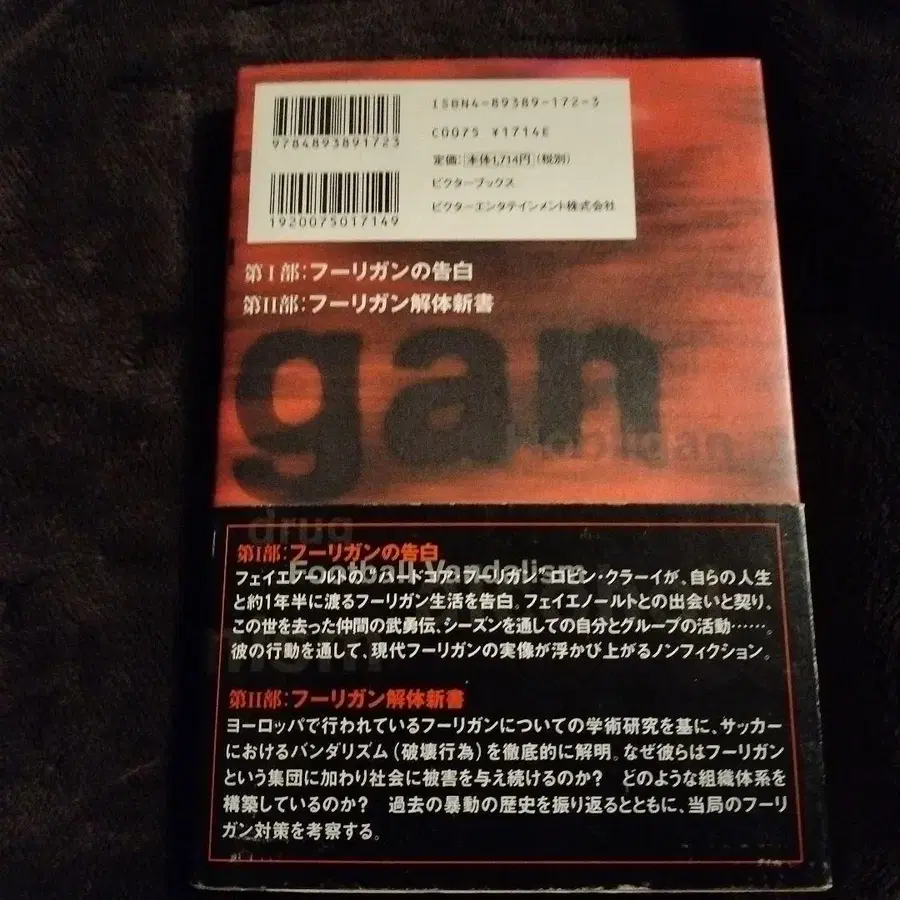 ISBN4-89389-172-3
9784893891723
C0075 ¥1714E
定価：本体1,714円（税別）
ビクターブックス
1920075017149
ビクターエンタテインメント株式会社
第I部：フーリガンの告白
第II部：フーリガン解体新書
gan
Hooligan
drug
第I部：フーリガンの告白
Football Vandalism
フェイエノールトの“ハードコア・フーリガン”ロビン・クラーイが、自らの人生
と約1年半に渡るフーリガン生活を告白。フェイエノールトとの出会いと契り、
この世を去った仲間の武勇伝、シーズンを通しての自分とグループの活動……。
彼の行動を通して、現代フーリガンの実像が浮かび上がるノンフィクション。
第II部：フーリガン解体新書
ヨーロッパで行われているフーリガンについての学術研究を基に、サッカー
におけるバンダリズム（破壊行為）を徹底的に解明。なぜ彼らはフーリガン
という集団に加わり社会に被害を与え続けるのか？　どのような組織体系を
構築しているのか？　過去の暴動の歴史を振り返るとともに、当局のフーリ
ガン対策を考察する。